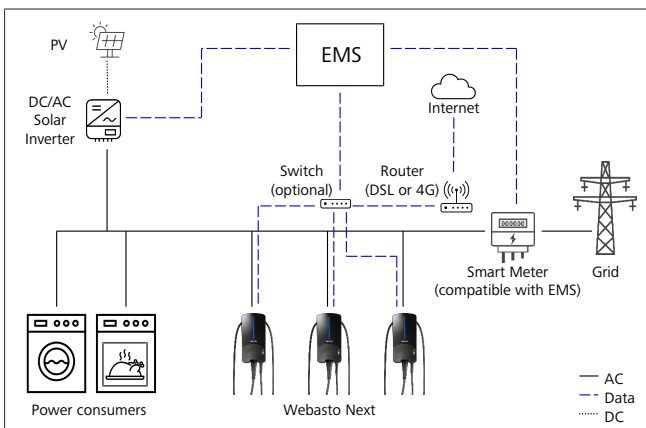 PV
EMS
DC/AC
Solar
Inverter
Internet
Switch
(optional)
Router
(DSL or 4G)
Smart Meter
(compatible with EMS)
Grid
Power consumers
Webasto Next
AC
Data
DC